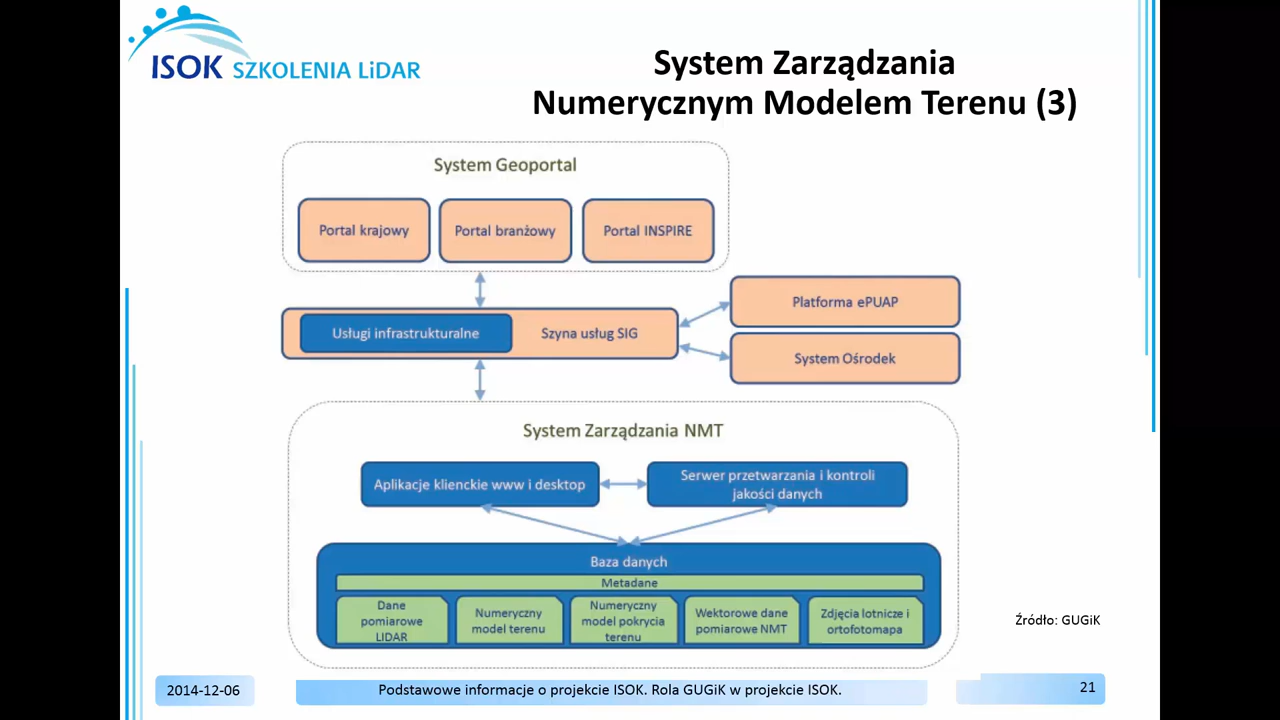 ISOK SZKOLENIA LiDAR
System Zarządzania
Numerycznym Modelem Terenu (3)
System Geoportal
Portal krajowy
Portal branżowy
Portal INSPIRE
Platforma ePUAP
Usługi infrastrukturalne
Szyna usług SIG
System Ośrodek
System Zarządzania NMT
Aplikacje klienckie www i desktop
Serwer przetwarzania i kontroli
jakości danych
Baza danych
Metadane
Dane
pomiarowe
LIDAR
Numeryczny
model terenu
Numeryczny
model pokrycia
terenu
Wektorowe dane
pomiarowe NMT
Zdjęcia lotnicze i
ortofotomapa
Źródło: GUGiK
2014-12-06
Podstawowe informacje o projekcie ISOK. Rola GUGiK w projekcie ISOK.
21